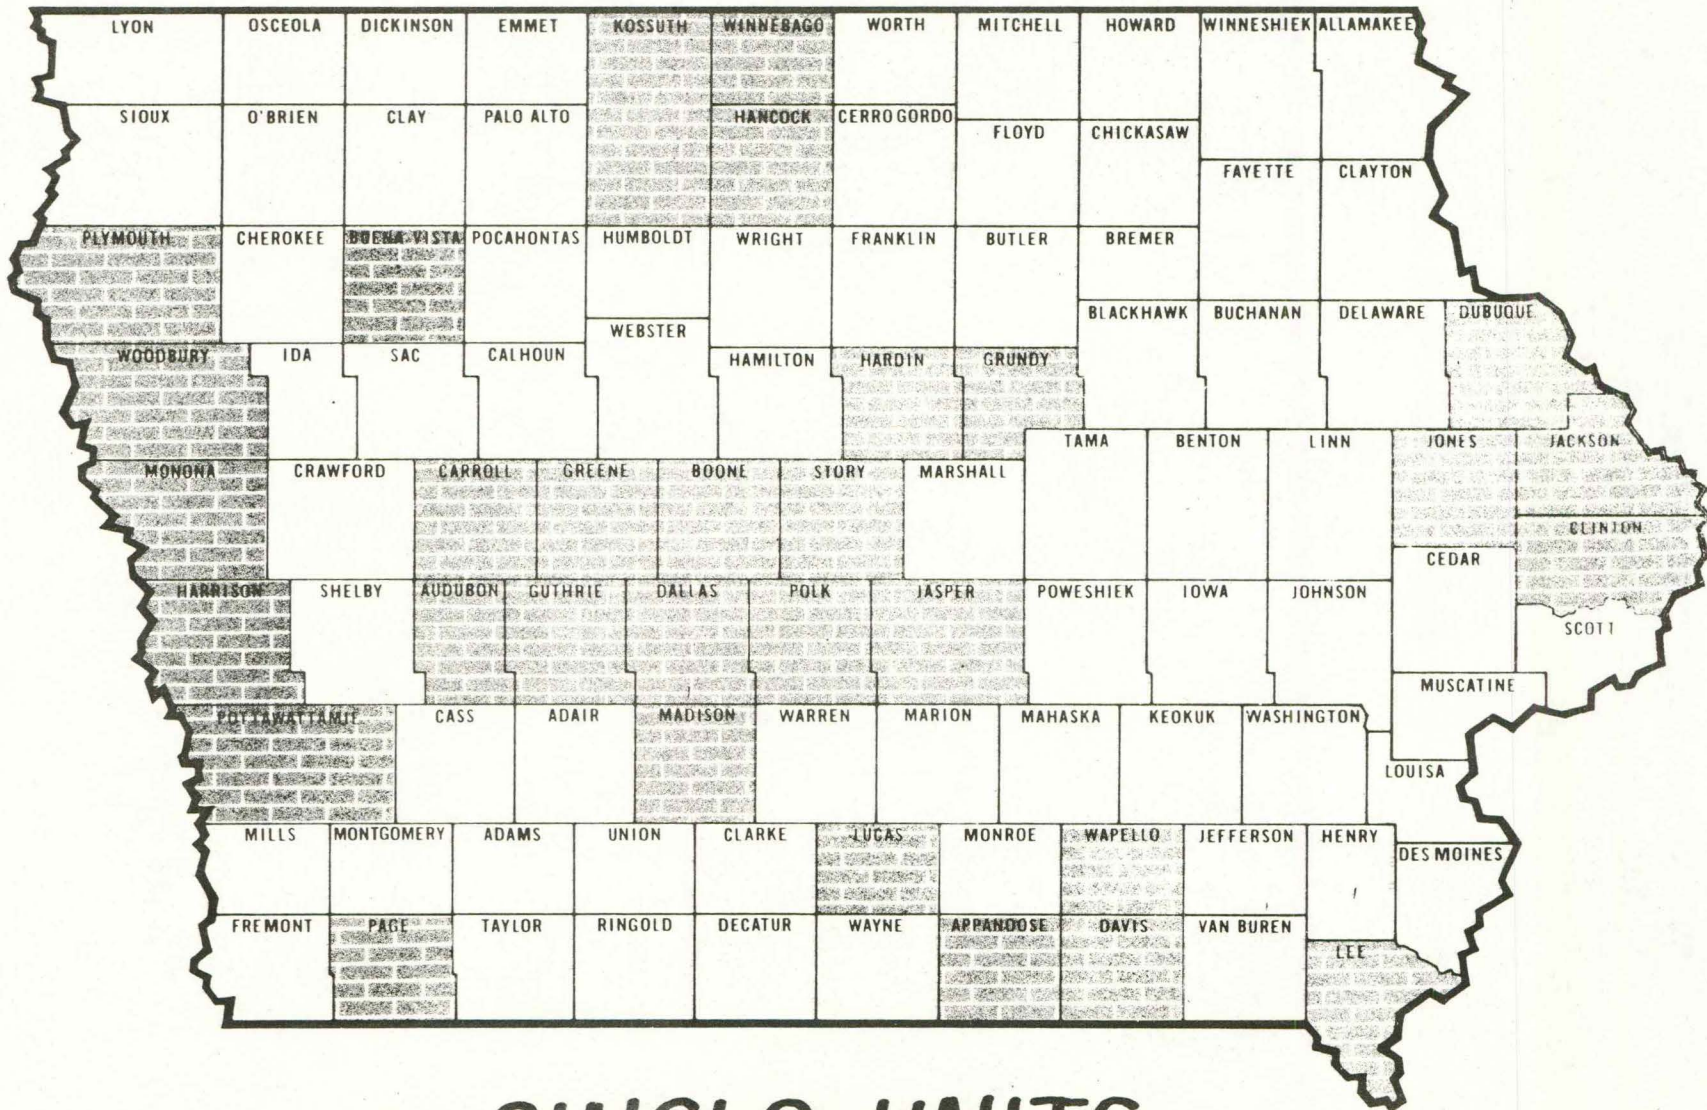 LYON OSCEOLA DICKINSON EMMET KOSSUTH WINNEBAGO WORTH MITCHELL HOWARD WINNESHIEK ALLAMAKEE
SIOUX O'BRIEN CLAY PALO ALTO HANCOCK CERRO GORDO FLOYD CHICKASAW
FAYETTE CLAYTON
PLYMOUTH CHEROKEE BUENA VISTA POCAHONTAS HUMBOLDT WRIGHT FRANKLIN BUTLER BREMER
BLACKHAWK BUCHANAN DELAWARE DUBUQUE
WEBSTER
WOODBURY IDA SAC CALHOUN HAMILTON HARDIN GRUNDY
TAMA BENTON LINN JONES JACKSON
MONONA CRAWFORD CARROLL GREENE BOONE STORY MARSHALL
CLINTON
CEDAR
HARRISON SHELBY AUDUBON GUTHRIE DALLAS POLK JASPER POWESHIEK IOWA JOHNSON
SCOTT
MUSCATINE
POTTAWATTAMIE CASS ADAIR MADISON WARREN MARION MAHASKA KEOKUK WASHINGTON
LOUISA
MILLS MONTGOMERY ADAMS UNION CLARKE LUCAS MONROE WAPELLO JEFFERSON HENRY
DES MOINES
FREMONT PAGE TAYLOR RINGOLD DECATUR WAYNE APPANOOSE DAVIS VAN BUREN
LEE
UNITS